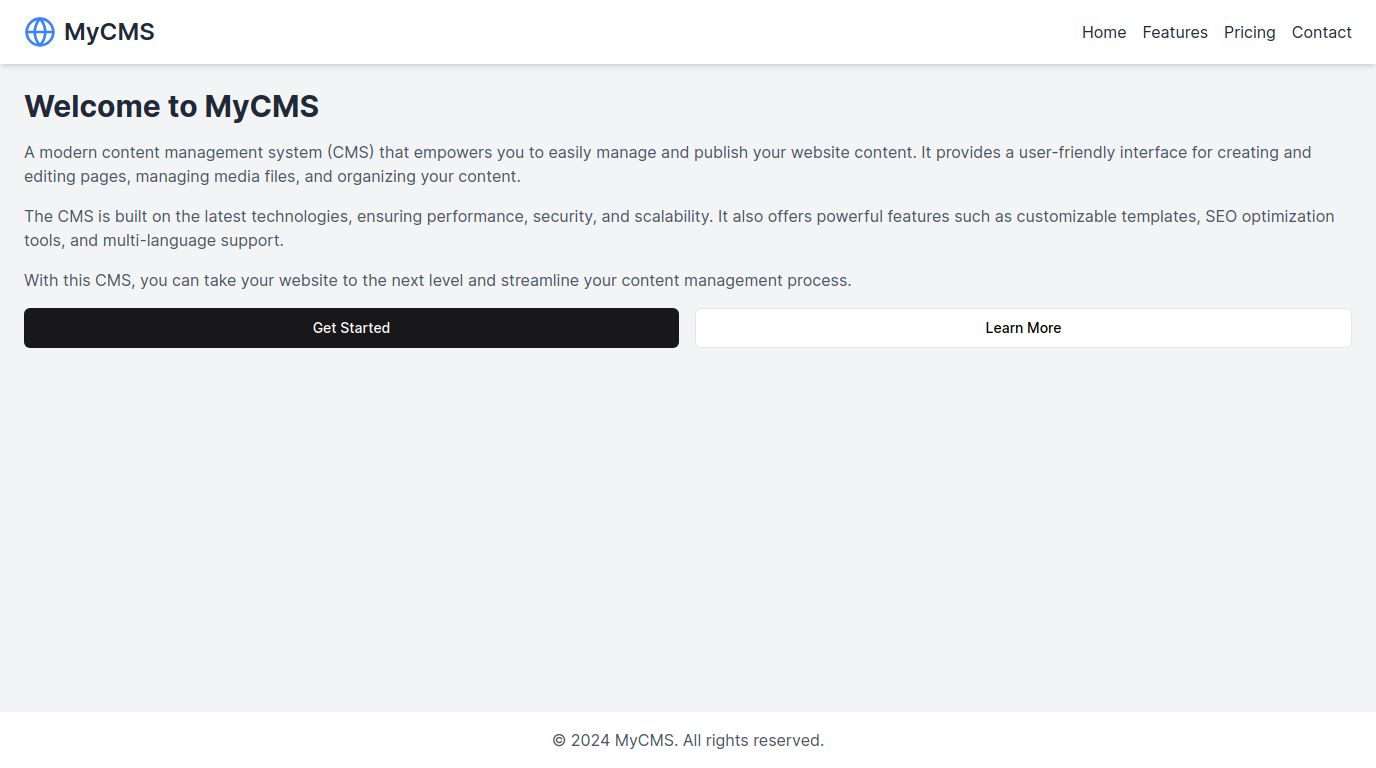 MyCMS
Home Features Pricing Contact
Welcome to MyCMS
A modern content management system (CMS) that empowers you to easily manage and publish your website content. It provides a user-friendly interface for creating and
editing pages, managing media files, and organizing your content.
The CMS is built on the latest technologies, ensuring performance, security, and scalability. It also offers powerful features such as customizable templates, SEO optimization
tools, and multi-language support.
With this CMS, you can take your website to the next level and streamline your content management process.
Get Started
Learn More
© 2024 MyCMS. All rights reserved.